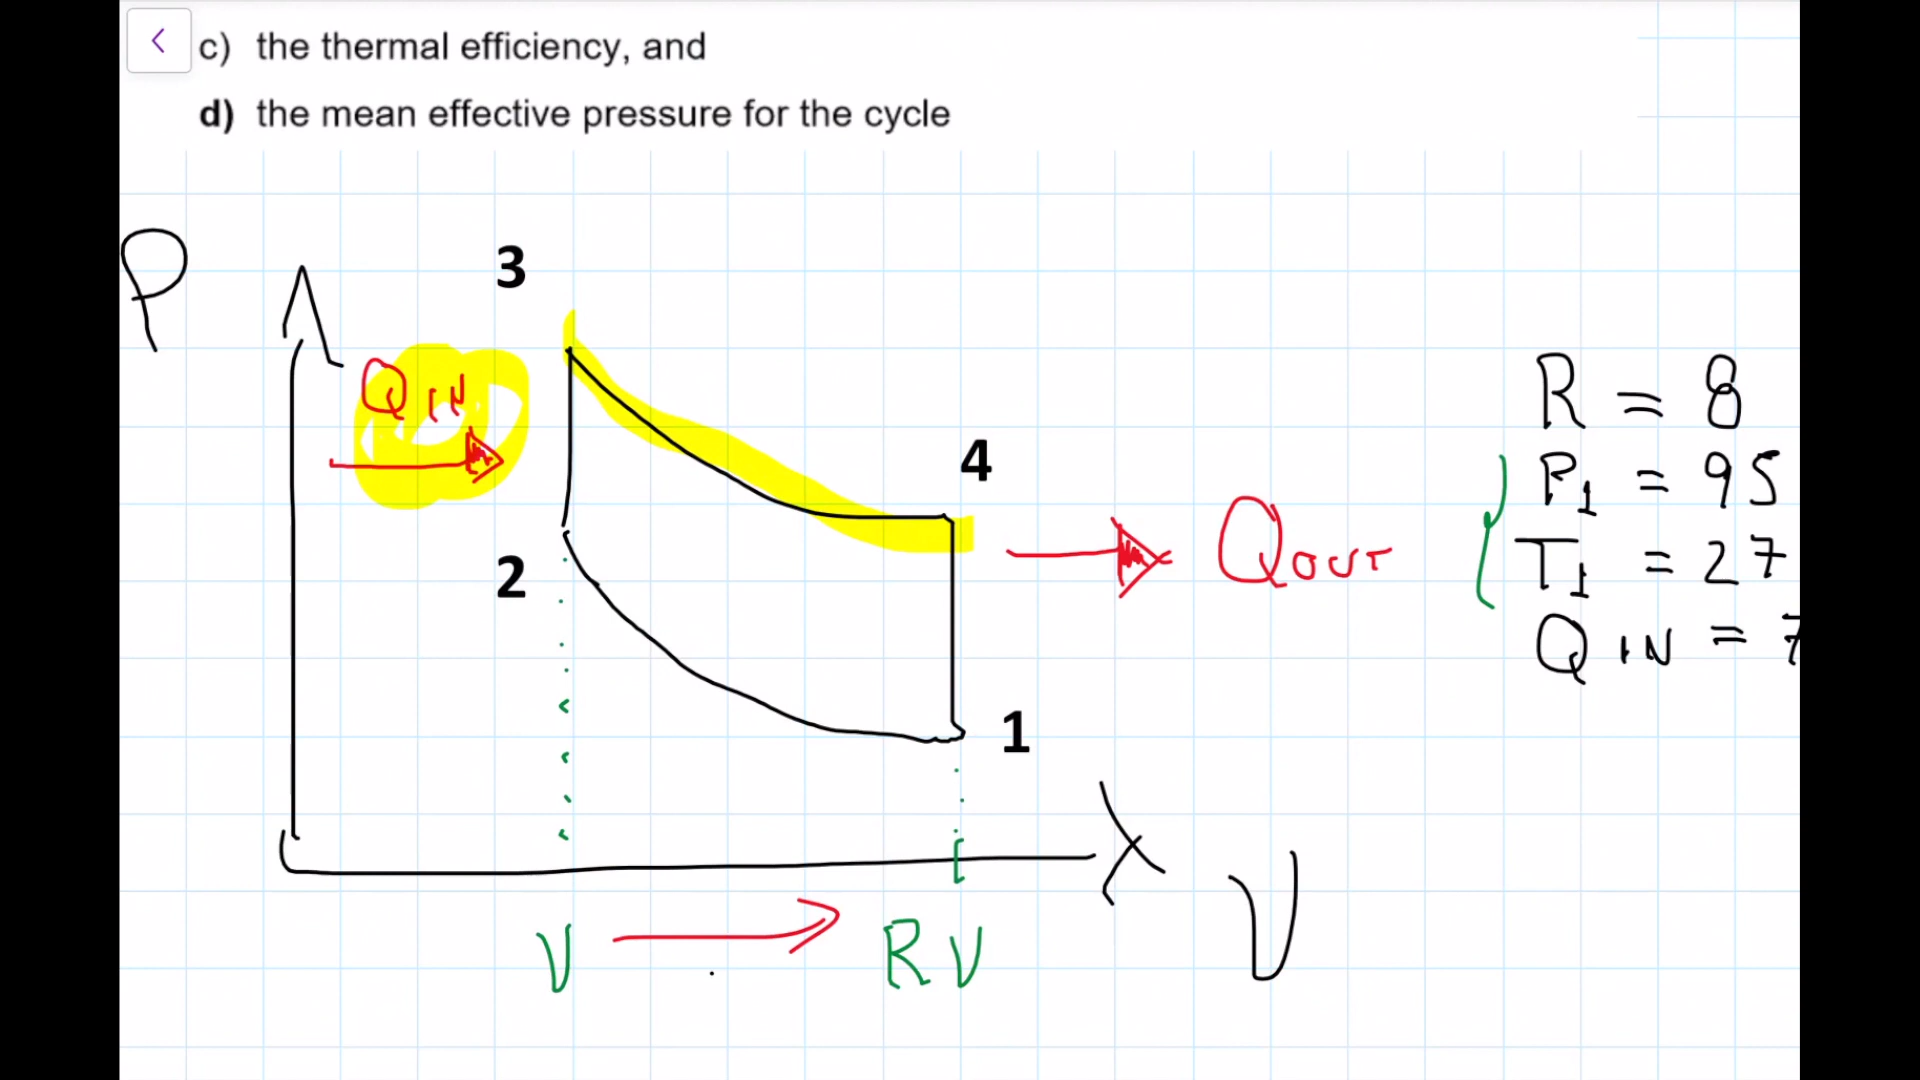 c) the thermal efficiency, and
d) the mean effective pressure for the cycle
P
3
QIN
4
R = 8
P1 = 95
T1 = 27
QOUT
2
QIN = 7
1
V → RV
V